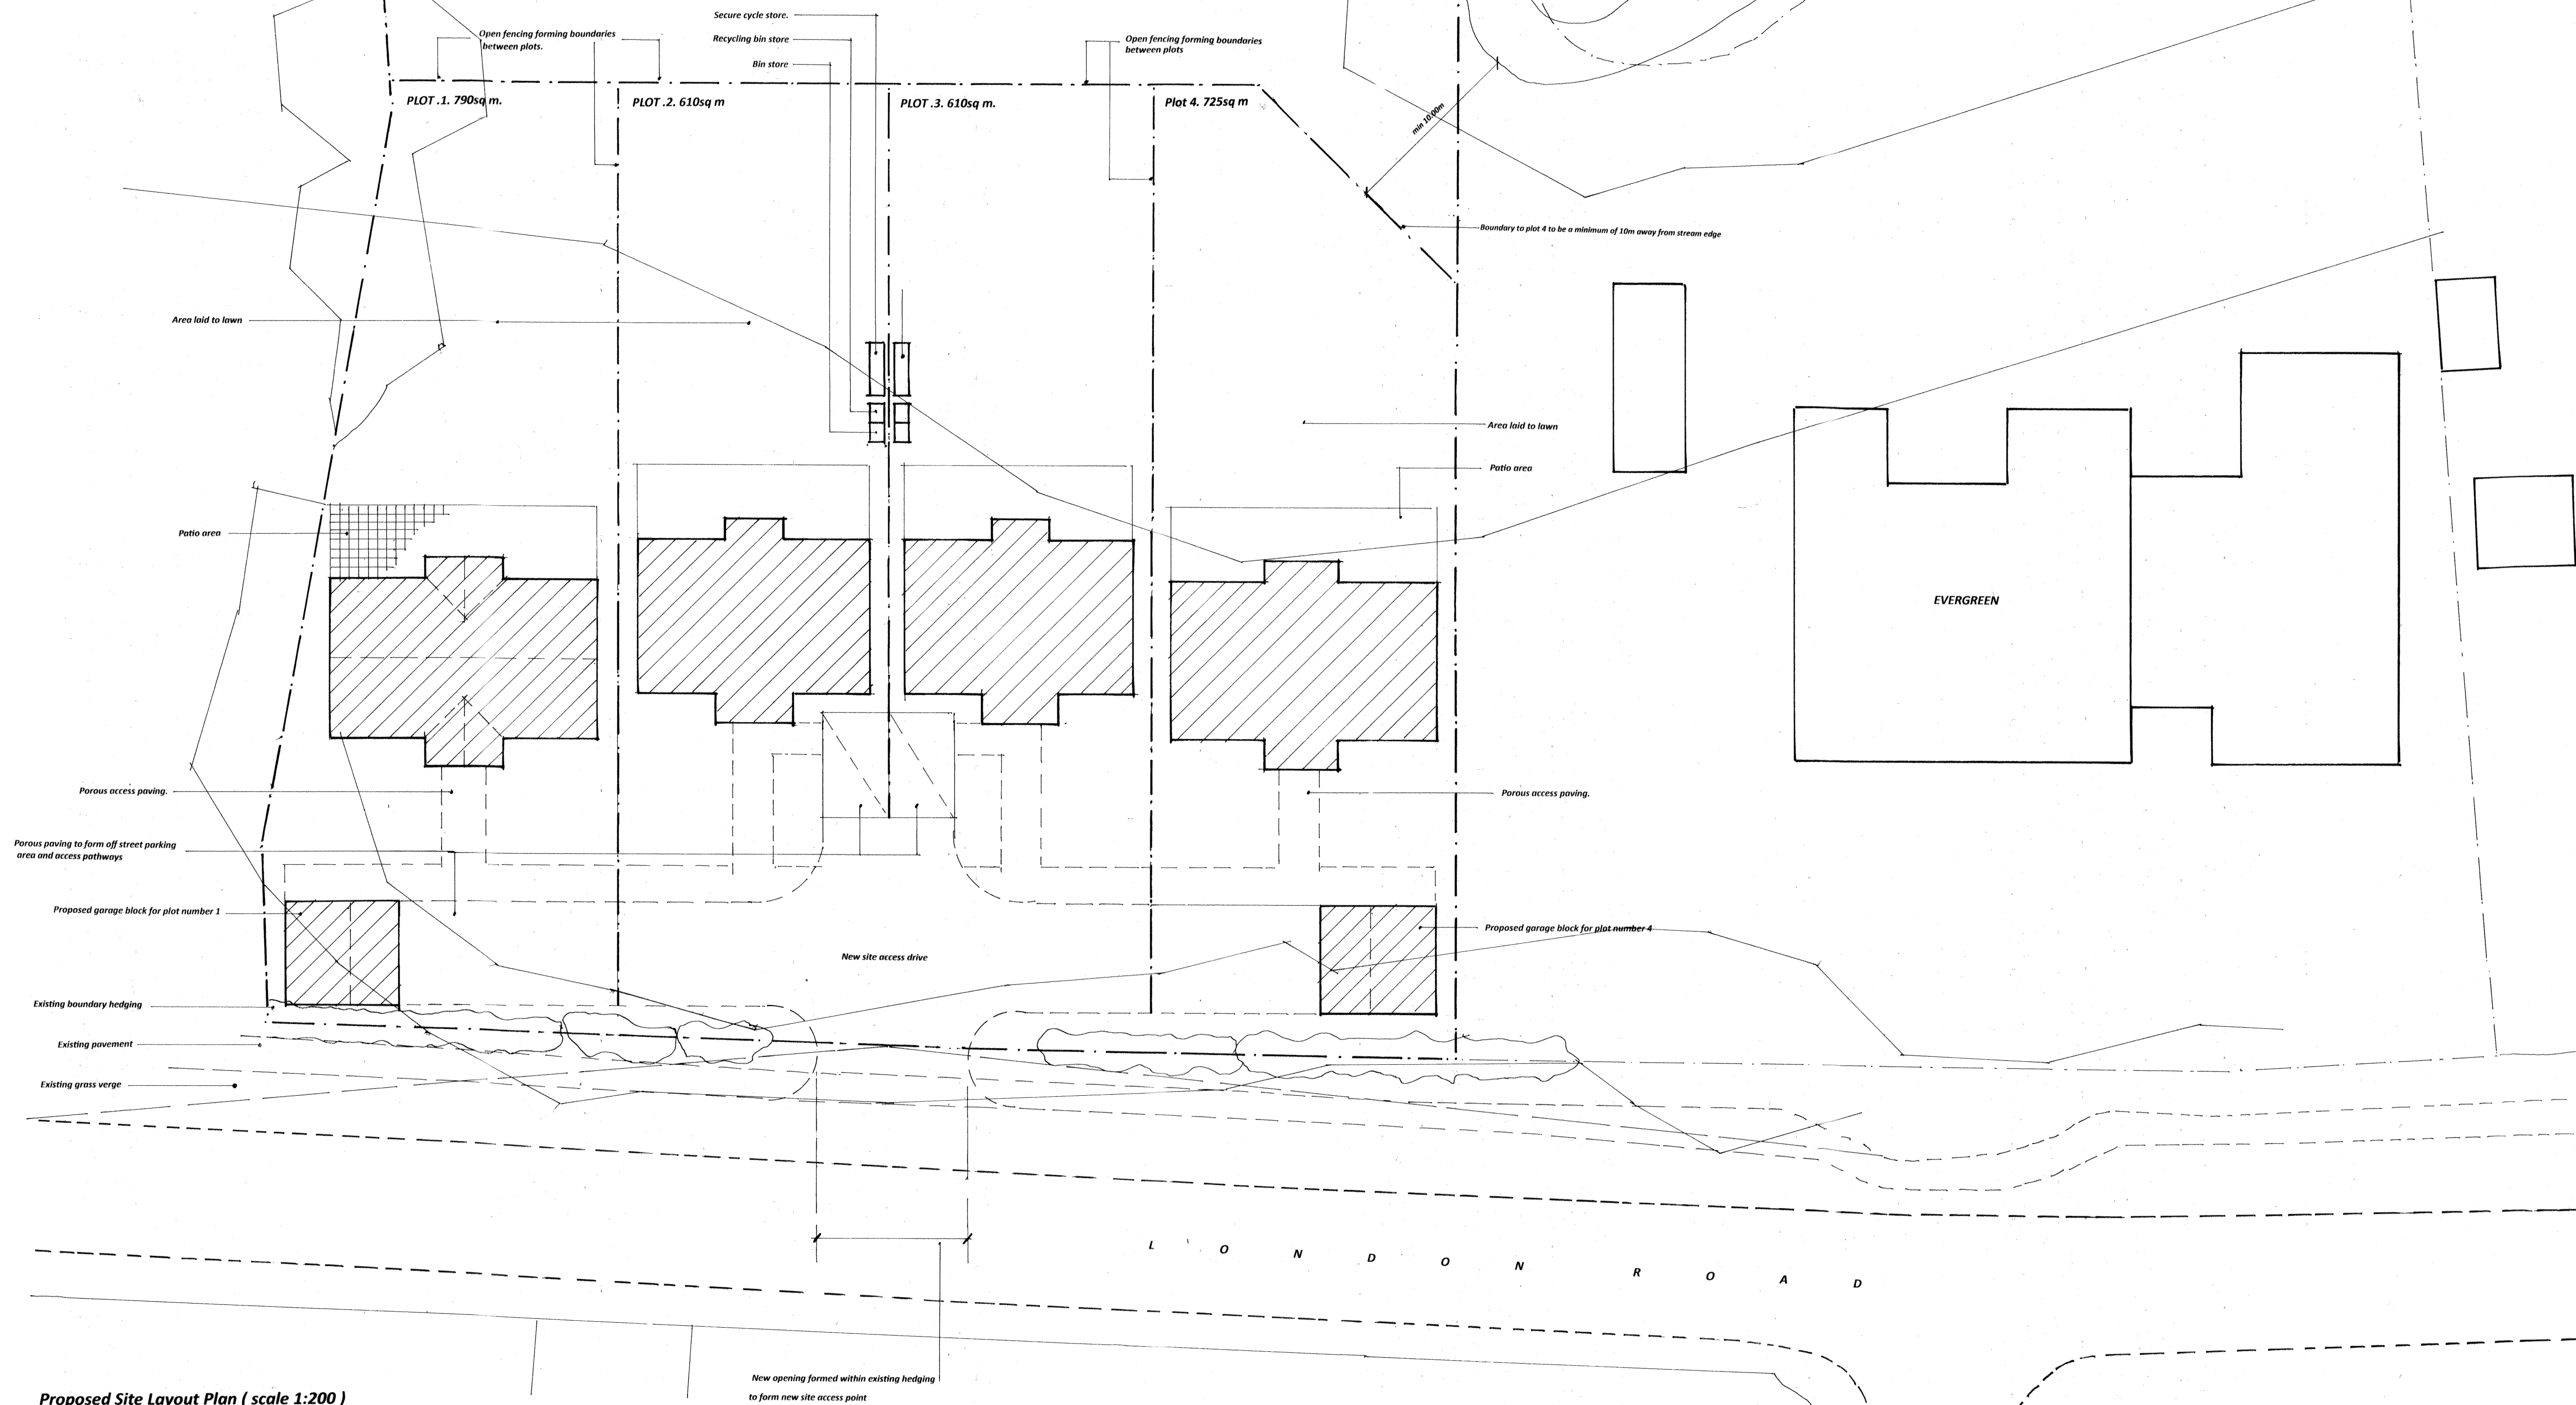 Secure cycle store.
Open fencing forming boundaries
between plots.
Recycling bin store
Open fencing forming boundaries
between plots
Bin store
PLOT .1. 790sq m.
PLOT .2. 610sq m
PLOT .3. 610sq m.
Plot 4. 725sq m
min 10.00m
Boundary to plot 4 to be a minimum of 10m away from stream edge
Area laid to lawn
Area laid to lawn
Patio area
Patio area
EVERGREEN
Porous access paving.
Porous access paving.
Porous paving to form off street parking
area and access pathways
Proposed garage block for plot number 1
Proposed garage block for plot number 4
New site access drive
Existing boundary hedging
Existing pavement
Existing grass verge
LONDON ROAD
New opening formed within existing hedging
to form new site access point
Proposed Site Layout Plan ( scale 1:200 )